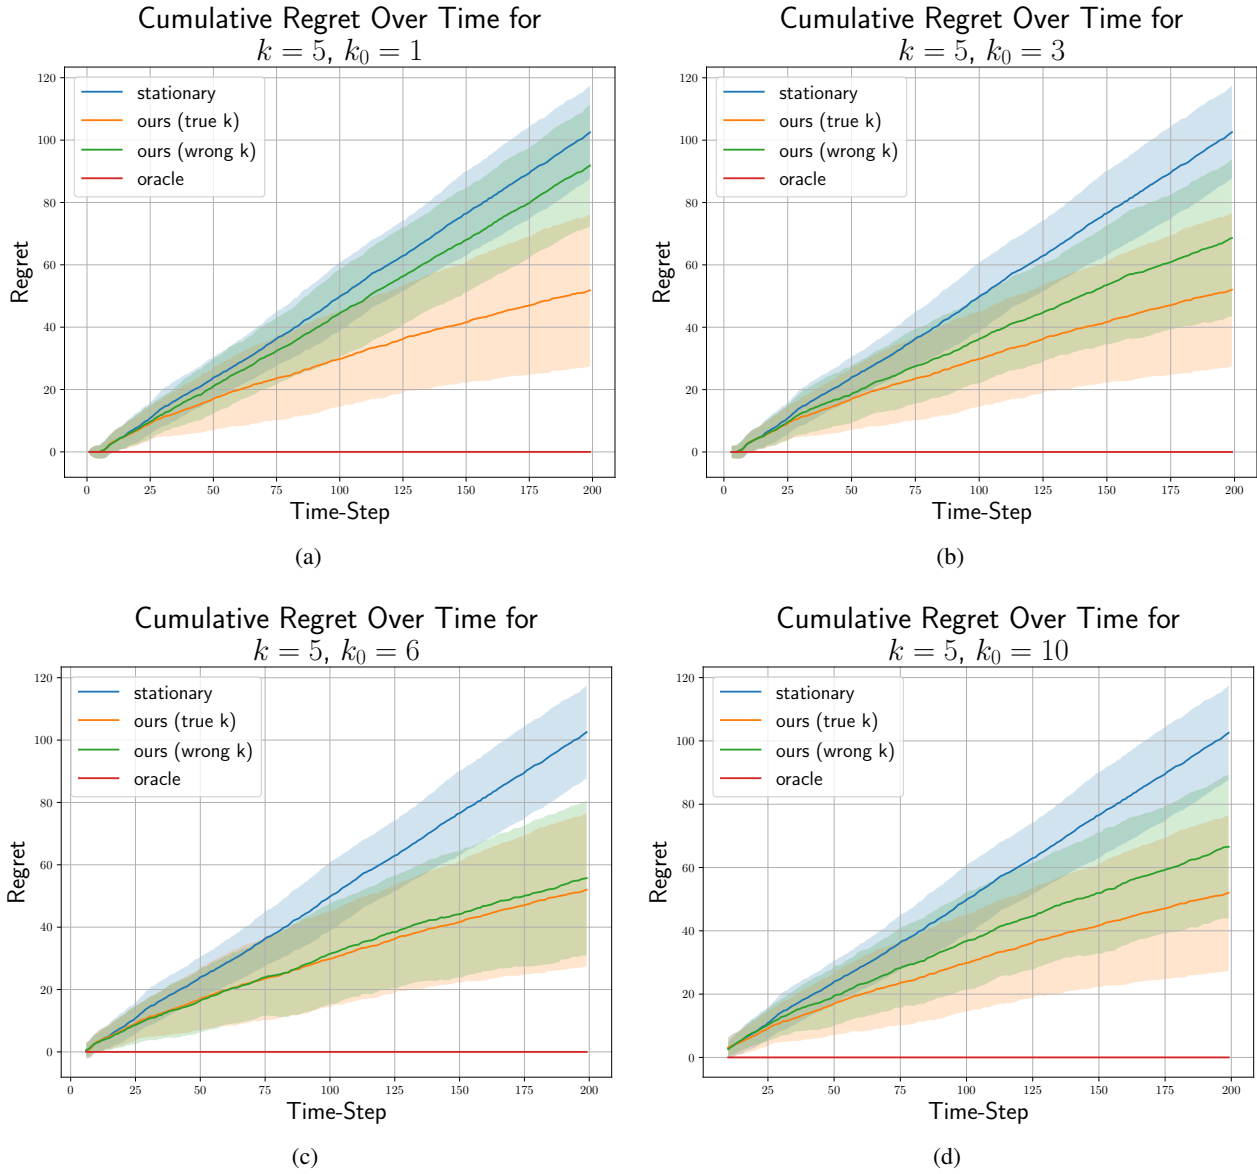 Cumulative Regret Over Time for
k = 5, k₀ = 1
120
100
80
60
40
20
0
Regret
stationary
ours (true k)
ours (wrong k)
oracle
0 25 50 75 100 125 150 175 200
Time-Step
(a)
Cumulative Regret Over Time for
k = 5, k₀ = 3
120
100
80
60
40
20
0
Regret
stationary
ours (true k)
ours (wrong k)
oracle
0 25 50 75 100 125 150 175 200
Time-Step
(b)
Cumulative Regret Over Time for
k = 5, k₀ = 6
120
100
80
60
40
20
0
Regret
stationary
ours (true k)
ours (wrong k)
oracle
0 25 50 75 100 125 150 175 200
Time-Step
(c)
Cumulative Regret Over Time for
k = 5, k₀ = 10
120
100
80
60
40
20
0
Regret
stationary
ours (true k)
ours (wrong k)
oracle
25 50 75 100 125 150 175 200
Time-Step
(d)